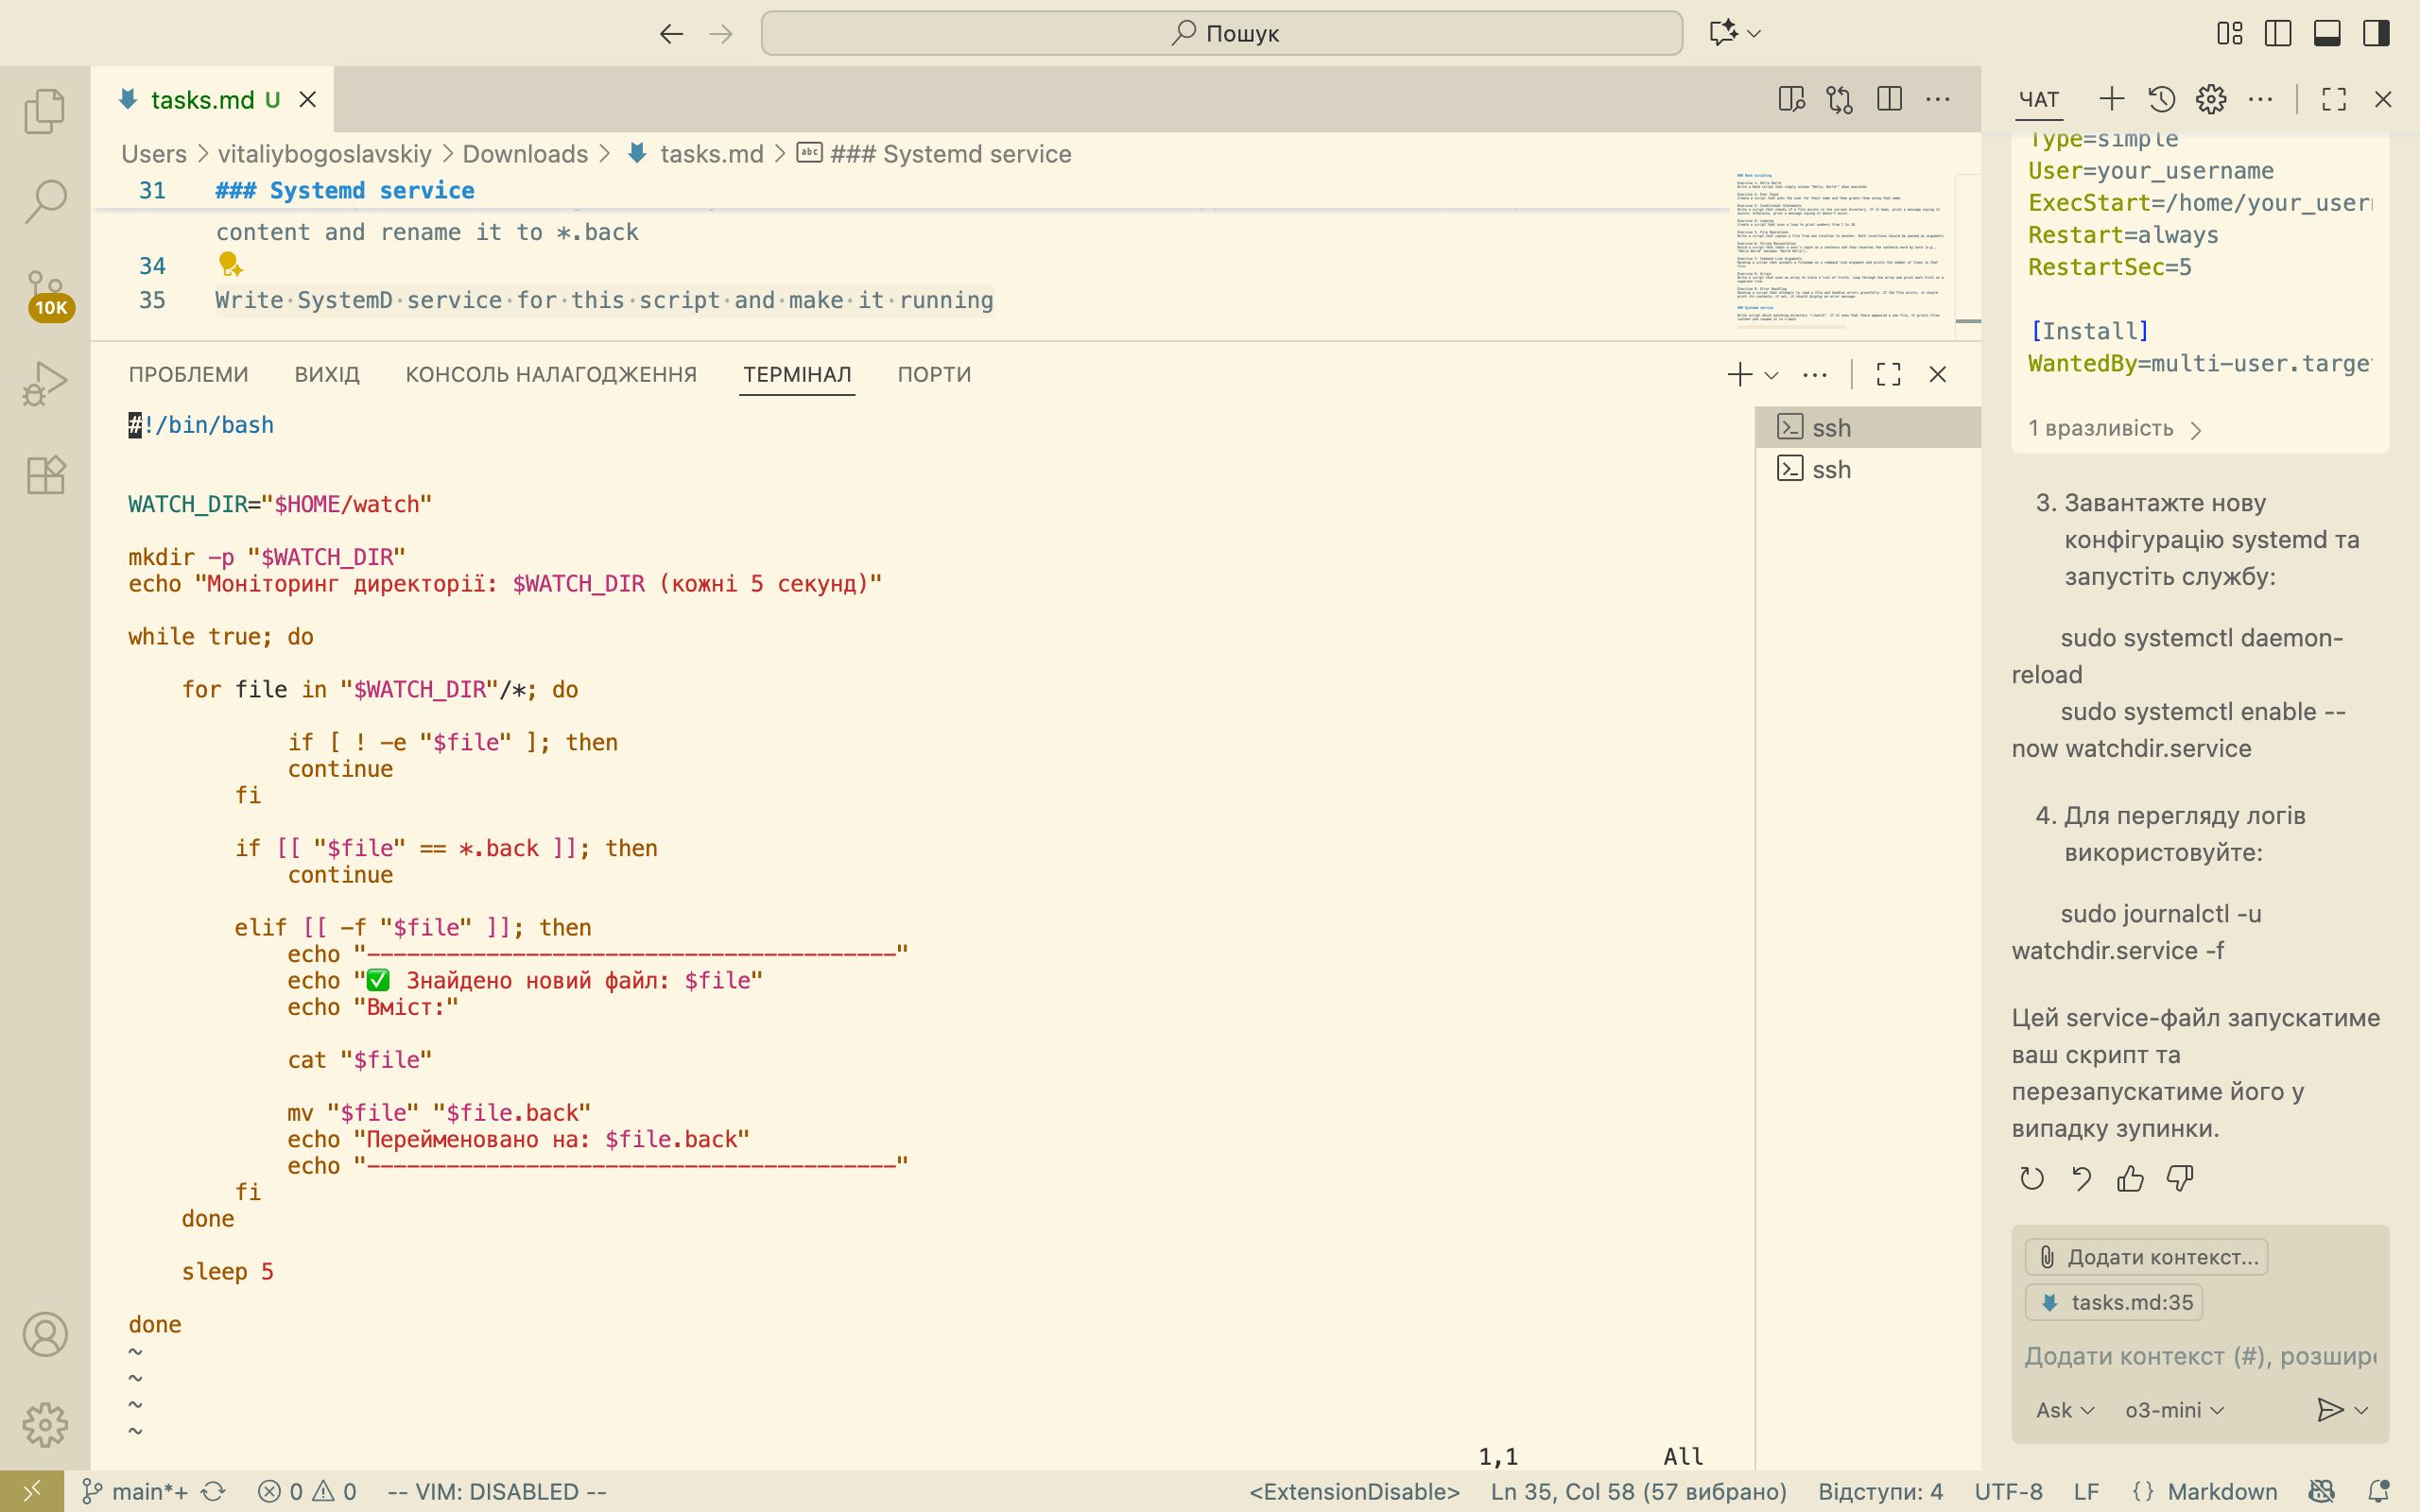 Пошук
tasks.md U
Users > vitaliybogoslavskiy > Downloads > tasks.md > ### Systemd service
31 ### Systemd service
content and rename it to *.back
34
35 Write·SystemD·service·for·this·script·and·make·it·running
10K
ПРОБЛЕМИ ВИХІД КОНСОЛЬ НАЛАГОДЖЕННЯ ТЕРМІНАЛ ПОРТИ
#!/bin/bash
WATCH_DIR="$HOME/watch"
mkdir -p "$WATCH_DIR"
echo "Моніторинг директорії: $WATCH_DIR (кожні 5 секунд)"
while true; do
for file in "$WATCH_DIR"/*; do
if [ ! -e "$file" ]; then
continue
fi
if [[ "$file" == *.back ]]; then
continue
elif [[ -f "$file" ]]; then
echo "----------------------------------------"
echo "✅ Знайдено новий файл: $file"
echo "Вміст:"
cat "$file"
mv "$file" "$file.back"
echo "Перейменовано на: $file.back"
echo "----------------------------------------"
fi
done
sleep 5
done
~
~
~
~
1,1 All
ssh
ssh
ЧАТ
Type=simple
User=your_username
ExecStart=/home/your_user
Restart=always
RestartSec=5
[Install]
WantedBy=multi-user.targe
1 вразливість >
3. Завантажте нову
конфігурацію systemd та
запустіть службу:
sudo systemctl daemon-
reload
sudo systemctl enable --
now watchdir.service
4. Для перегляду логів
використовуйте:
sudo journalctl -u
watchdir.service -f
Цей service-файл запускатиме
ваш скрипт та
перезапускатиме його у
випадку зупинки.
Додати контекст...
tasks.md:35
Додати контекст (#), розшир
Ask o3-mini
main*+ 0 0 -- VIM: DISABLED -- <ExtensionDisable> Ln 35, Col 58 (57 вибрано) Відступи: 4 UTF-8 LF {} Markdown